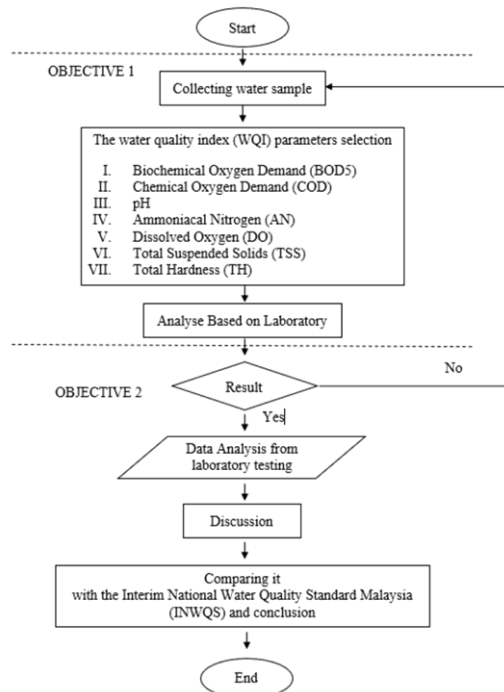 Start
OBJECTIVE 1
Collecting water sample
The water quality index (WQI) parameters selection
I. Biochemical Oxygen Demand (BOD5)
II. Chemical Oxygen Demand (COD)
III. pH
IV. Ammoniacal Nitrogen (AN)
V. Dissolved Oxygen (DO)
VI. Total Suspended Solids (TSS)
VII. Total Hardness (TH)
Analyse Based on Laboratory
OBJECTIVE 2
Result
No
Yes
Data Analysis from
laboratory testing
Discussion
Comparing it
with the Interim National Water Quality Standard Malaysia
(INWQS) and conclusion
End